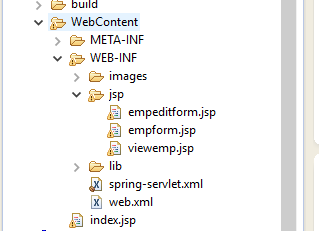 build
WebContent
META-INF
WEB-INF
images
jsp
empeditform.jsp
empform.jsp
viewemp.jsp
lib
spring-servlet.xml
web.xml
index.jsp